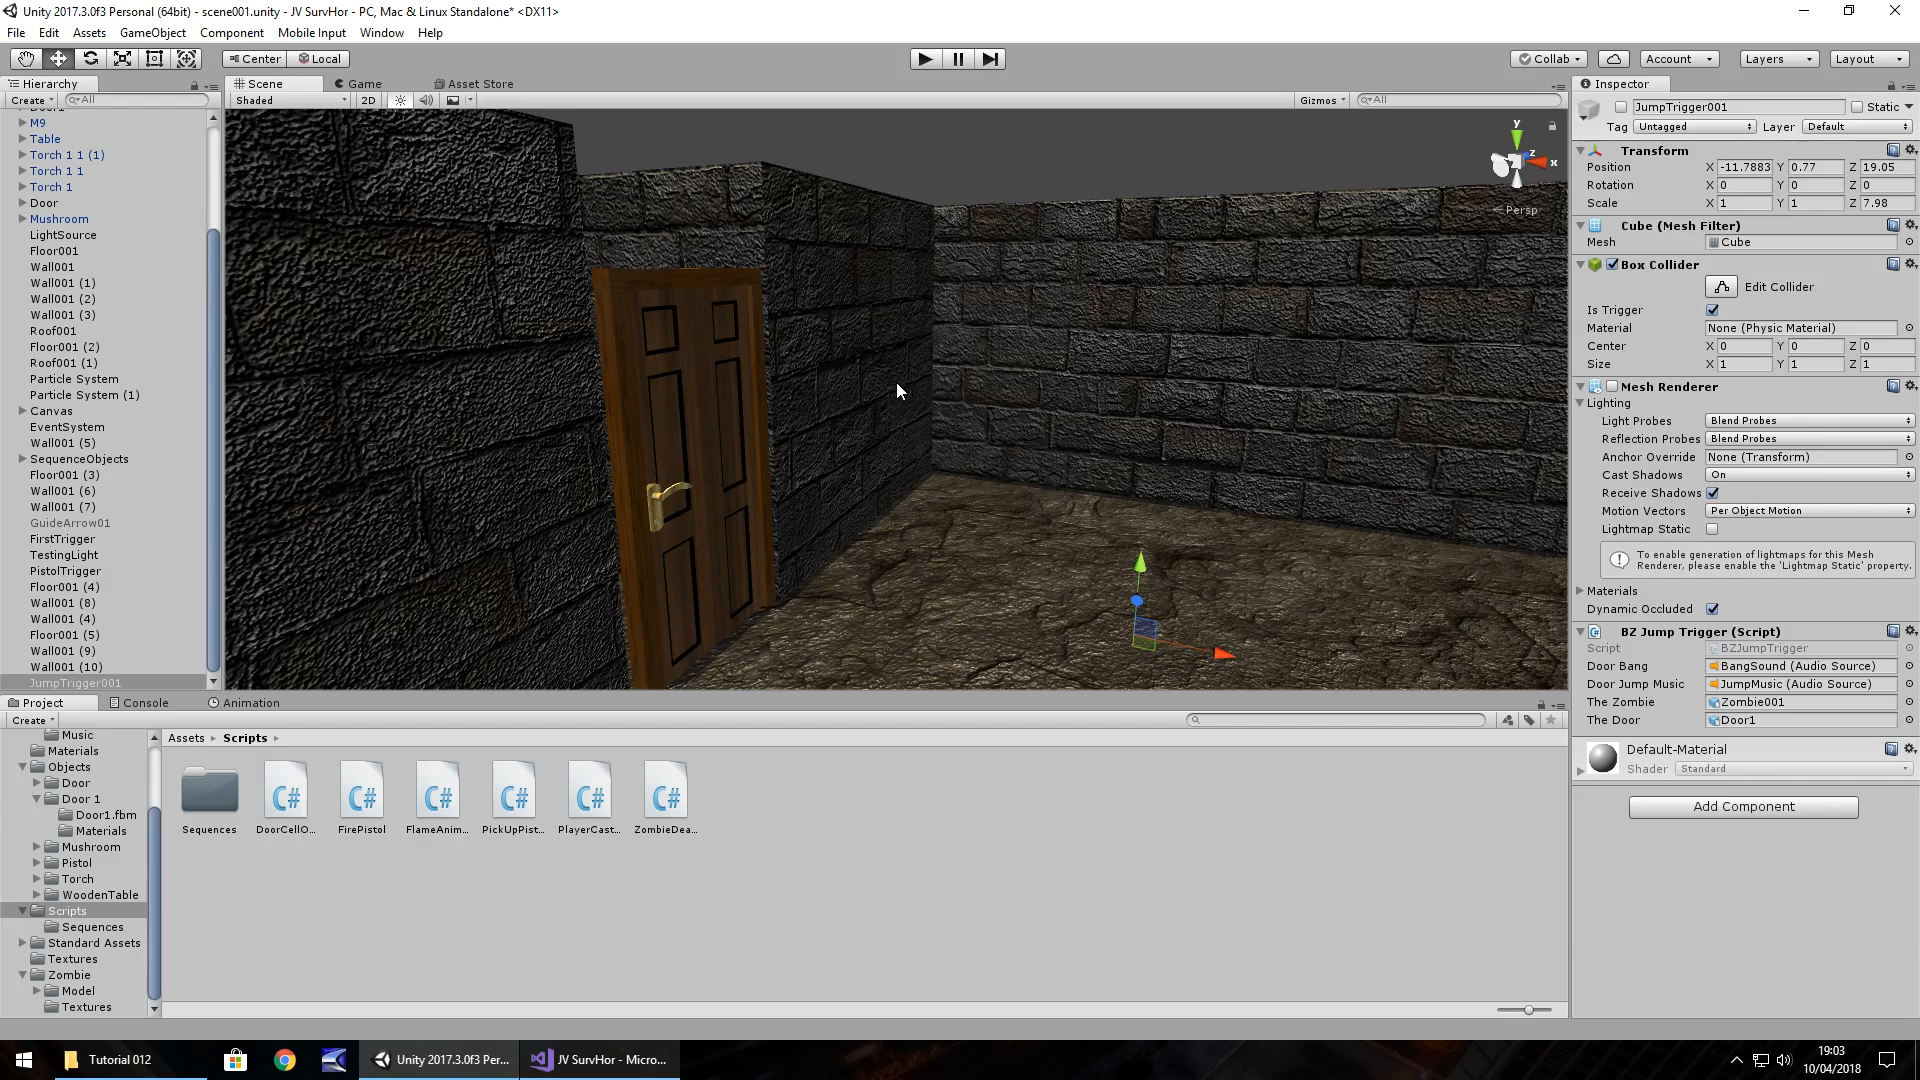 Unity 2017.3.0f3 Personal (64bit) - scene001.unity - JV SurvHor - PC, Mac & Linux Standalone* <DX11>
File Edit Assets GameObject Component Mobile Input Window Help
Center Local Collab Account Layers Layout
Hierarchy
Create All
M9
Table
Torch 1 1 (1)
Torch 1 1
Torch 1
Door
Mushroom
LightSource
Floor001
Wall001
Wall001 (1)
Wall001 (2)
Wall001 (3)
Roof001
Floor001 (2)
Roof001 (1)
Particle System
Particle System (1)
Canvas
EventSystem
Wall001 (5)
SequenceObjects
Floor001 (3)
Wall001 (6)
Wall001 (7)
GuideArrow01
FirstTrigger
TestingLight
PistolTrigger
Floor001 (4)
Wall001 (8)
Wall001 (4)
Floor001 (5)
Wall001 (9)
Wall001 (10)
JumpTrigger001
Scene Game Asset Store
Shaded 2D Gizmos All
y
z
x
Persp
Inspector
JumpTrigger001 Static
Tag Untagged Layer Default
Transform
Position X -11.7883 Y 0.77 Z 19.05
Rotation X 0 Y 0 Z 0
Scale X 1 Y 1 Z 7.98
Cube (Mesh Filter)
Mesh Cube
Box Collider
Edit Collider
Is Trigger
Material None (Physic Material)
Center X 0 Y 0 Z 0
Size X 1 Y 1 Z 1
Mesh Renderer
Lighting
Light Probes Blend Probes
Reflection Probes Blend Probes
Anchor Override None (Transform)
Cast Shadows On
Receive Shadows
Motion Vectors Per Object Motion
Lightmap Static
To enable generation of lightmaps for this Mesh
Renderer, please enable the 'Lightmap Static' property.
Materials
Dynamic Occluded
BZ Jump Trigger (Script)
Script BZJumpTrigger
Door Bang BangSound (Audio Source)
Door Jump Music JumpMusic (Audio Source)
The Zombie Zombie001
The Door Door1
Default-Material
Shader Standard
Add Component
Project Console Animation
Create
Music
Materials
Objects
Door
Door 1
Door1.fbm
Materials
Mushroom
Pistol
Torch
WoodenTable
Scripts
Sequences
Standard Assets
Textures
Zombie
Model
Textures
Assets Scripts
C# C# C# C# C# C#
Sequences DoorCellO... FirePistol FlameAnim... PickUpPist... PlayerCast... ZombieDea...
Tutorial 012 Unity 2017.3.0f3 Per... JV SurvHor - Micro...
19:03
10/04/2018